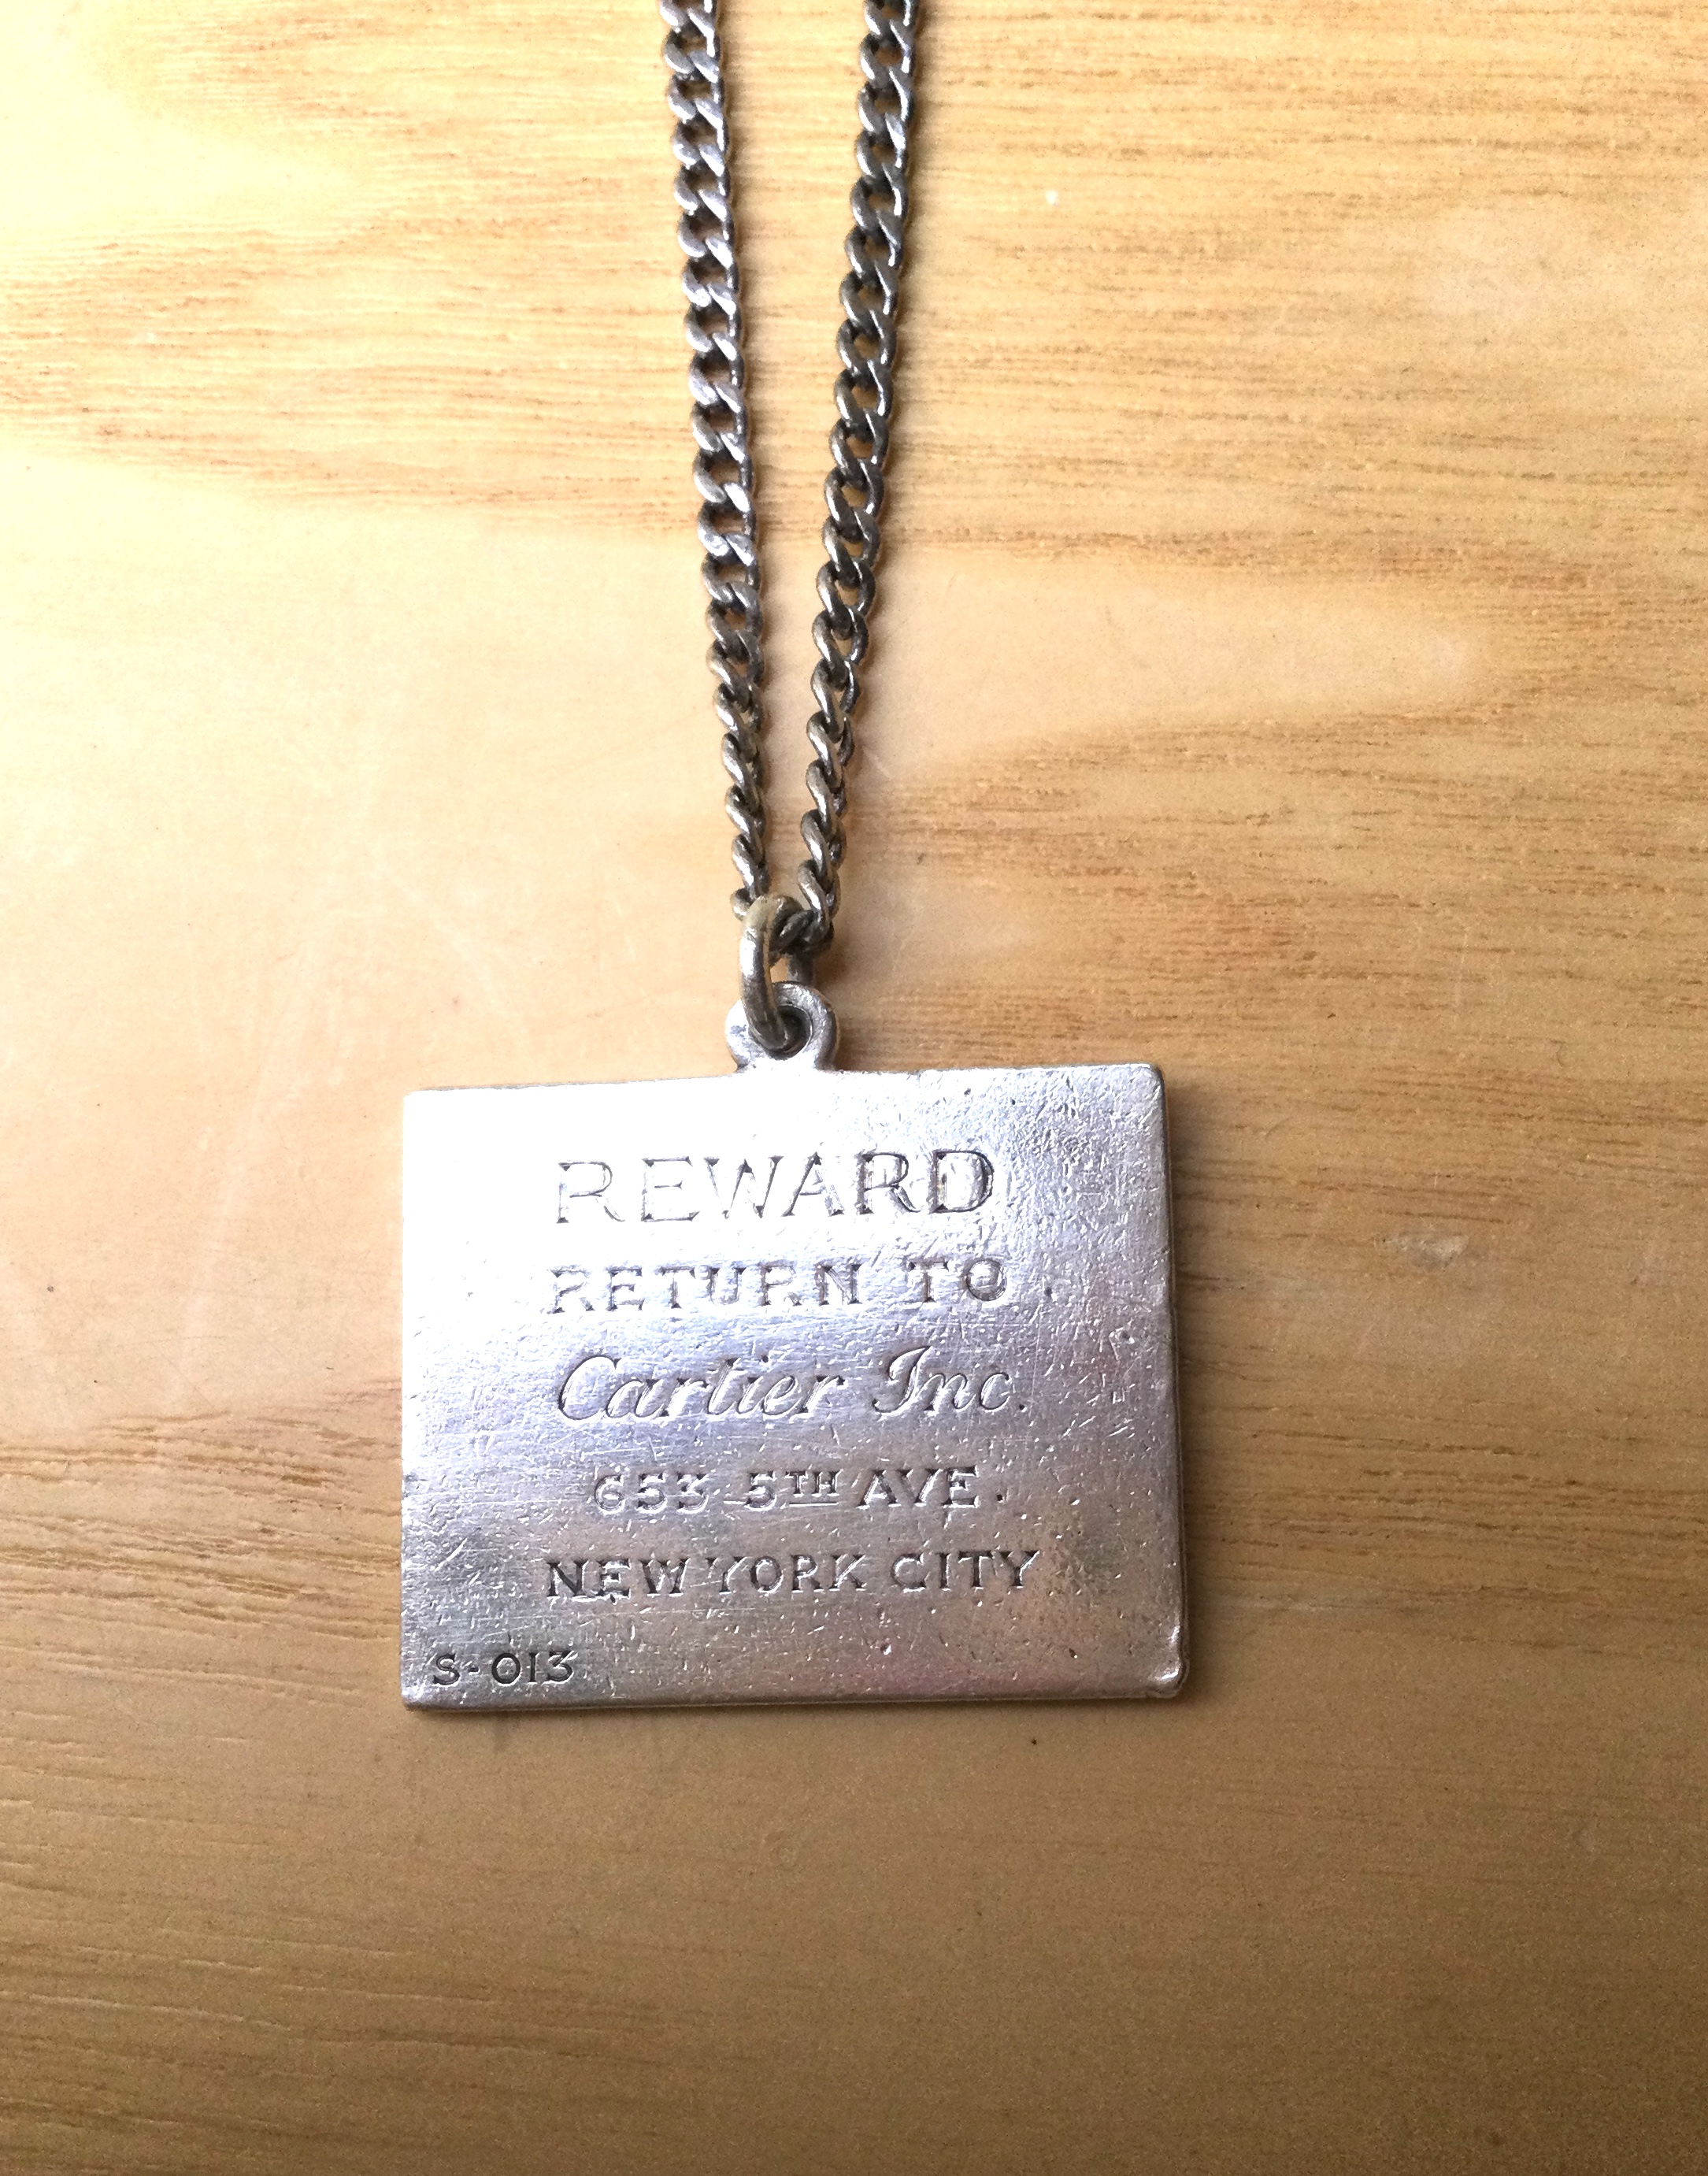 REWARD
RETURN TO
Cartier Inc.
653 5TH AVE.
NEW YORK CITY
S-013